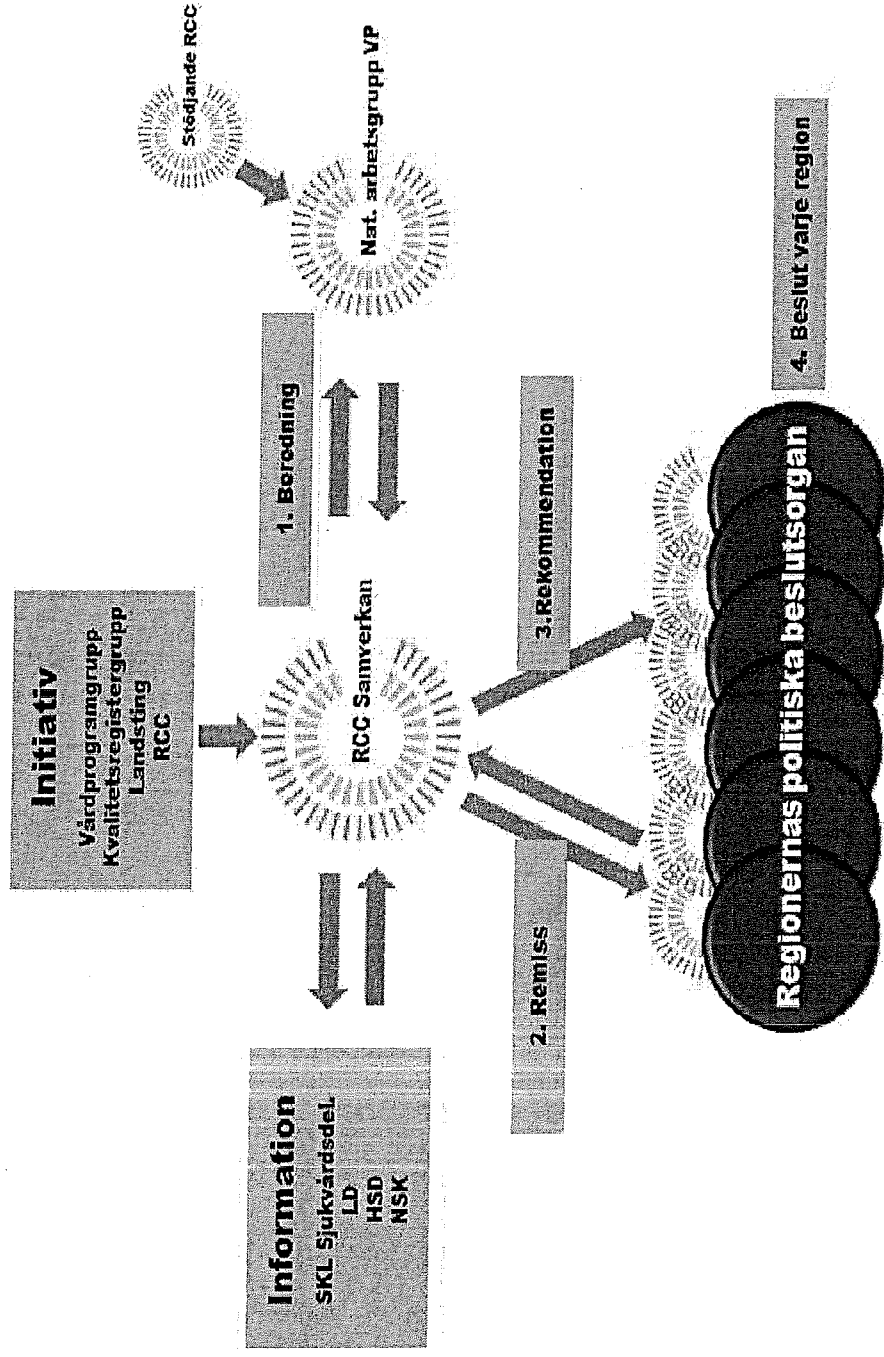 Initiativ
Vårdprogramgrupp
Kvalitetsregistergrupp
Landsting
RCC
Stödjande RCC
Information
SKL Sjukvårdsdel.
LD
HSD
NSK
RCC Samverkan
1. Beredning
Nat. arbetsgrupp VP
2. Remiss
3.Rekommendation
Regionernas politiska beslutsorgan
4. Beslut varje region